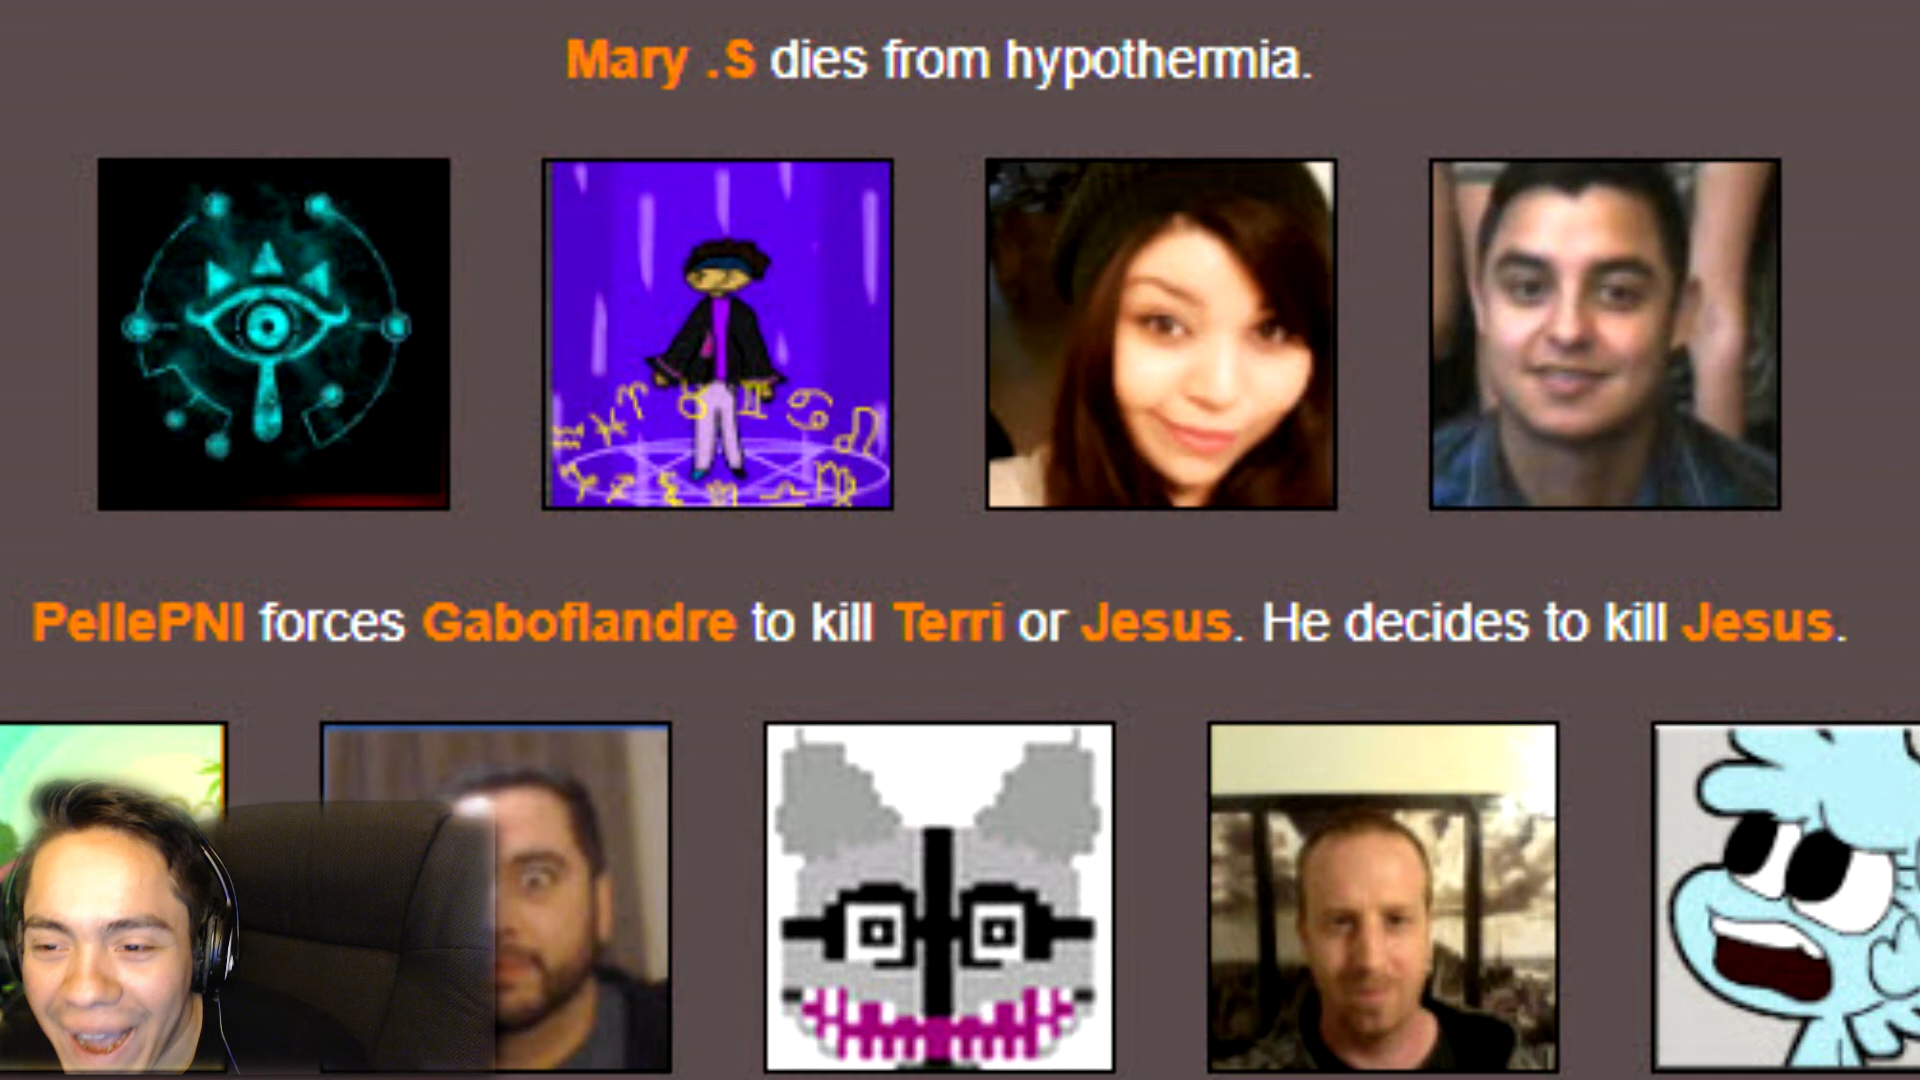 Mary .S dies from hypothermia.
PellePNI forces Gaboflandre to kill Terri or Jesus. He decides to kill Jesus.